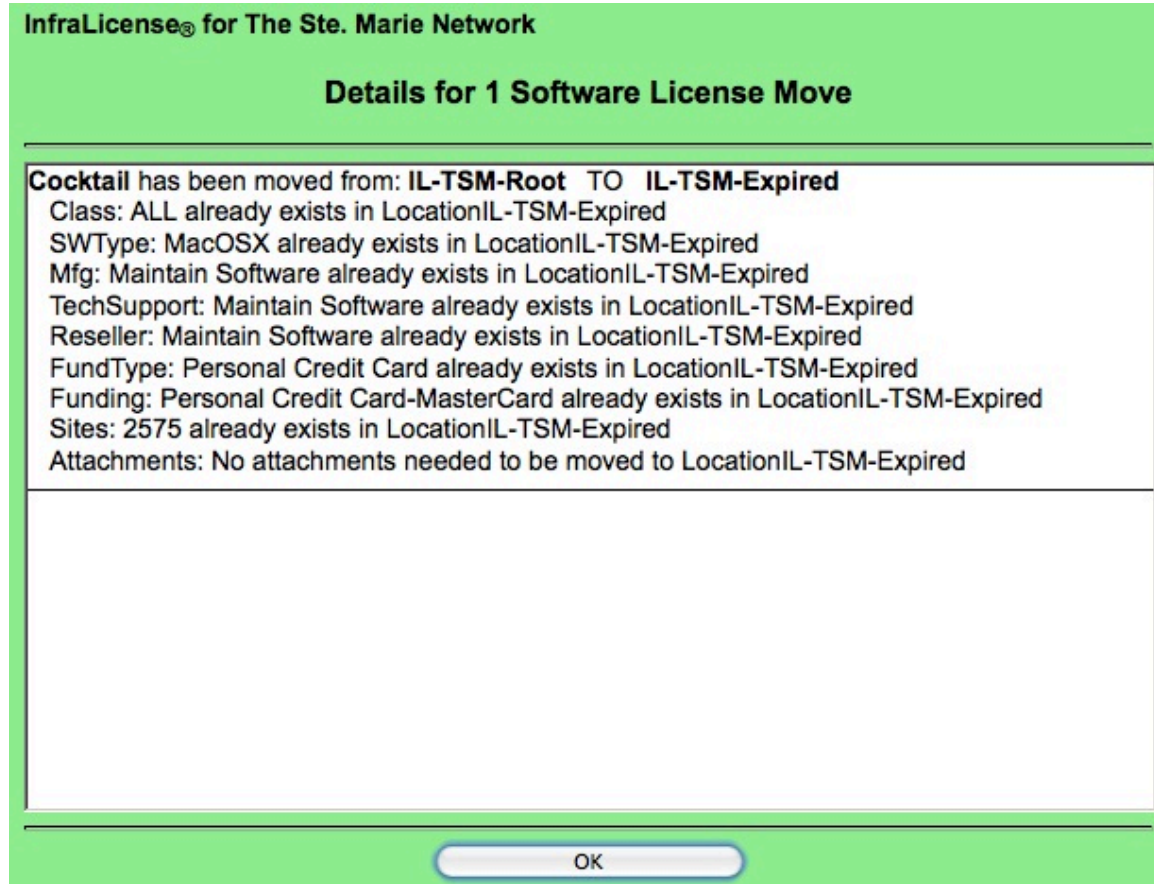 InfraLicense® for The Ste. Marie Network
Details for 1 Software License Move
Cocktail has been moved from: IL-TSM-Root TO IL-TSM-Expired
Class: ALL already exists in LocationIL-TSM-Expired
SWType: MacOSX already exists in LocationIL-TSM-Expired
Mfg: Maintain Software already exists in LocationIL-TSM-Expired
TechSupport: Maintain Software already exists in LocationIL-TSM-Expired
Reseller: Maintain Software already exists in LocationIL-TSM-Expired
FundType: Personal Credit Card already exists in LocationIL-TSM-Expired
Funding: Personal Credit Card-MasterCard already exists in LocationIL-TSM-Expired
Sites: 2575 already exists in LocationIL-TSM-Expired
Attachments: No attachments needed to be moved to LocationIL-TSM-Expired
OK